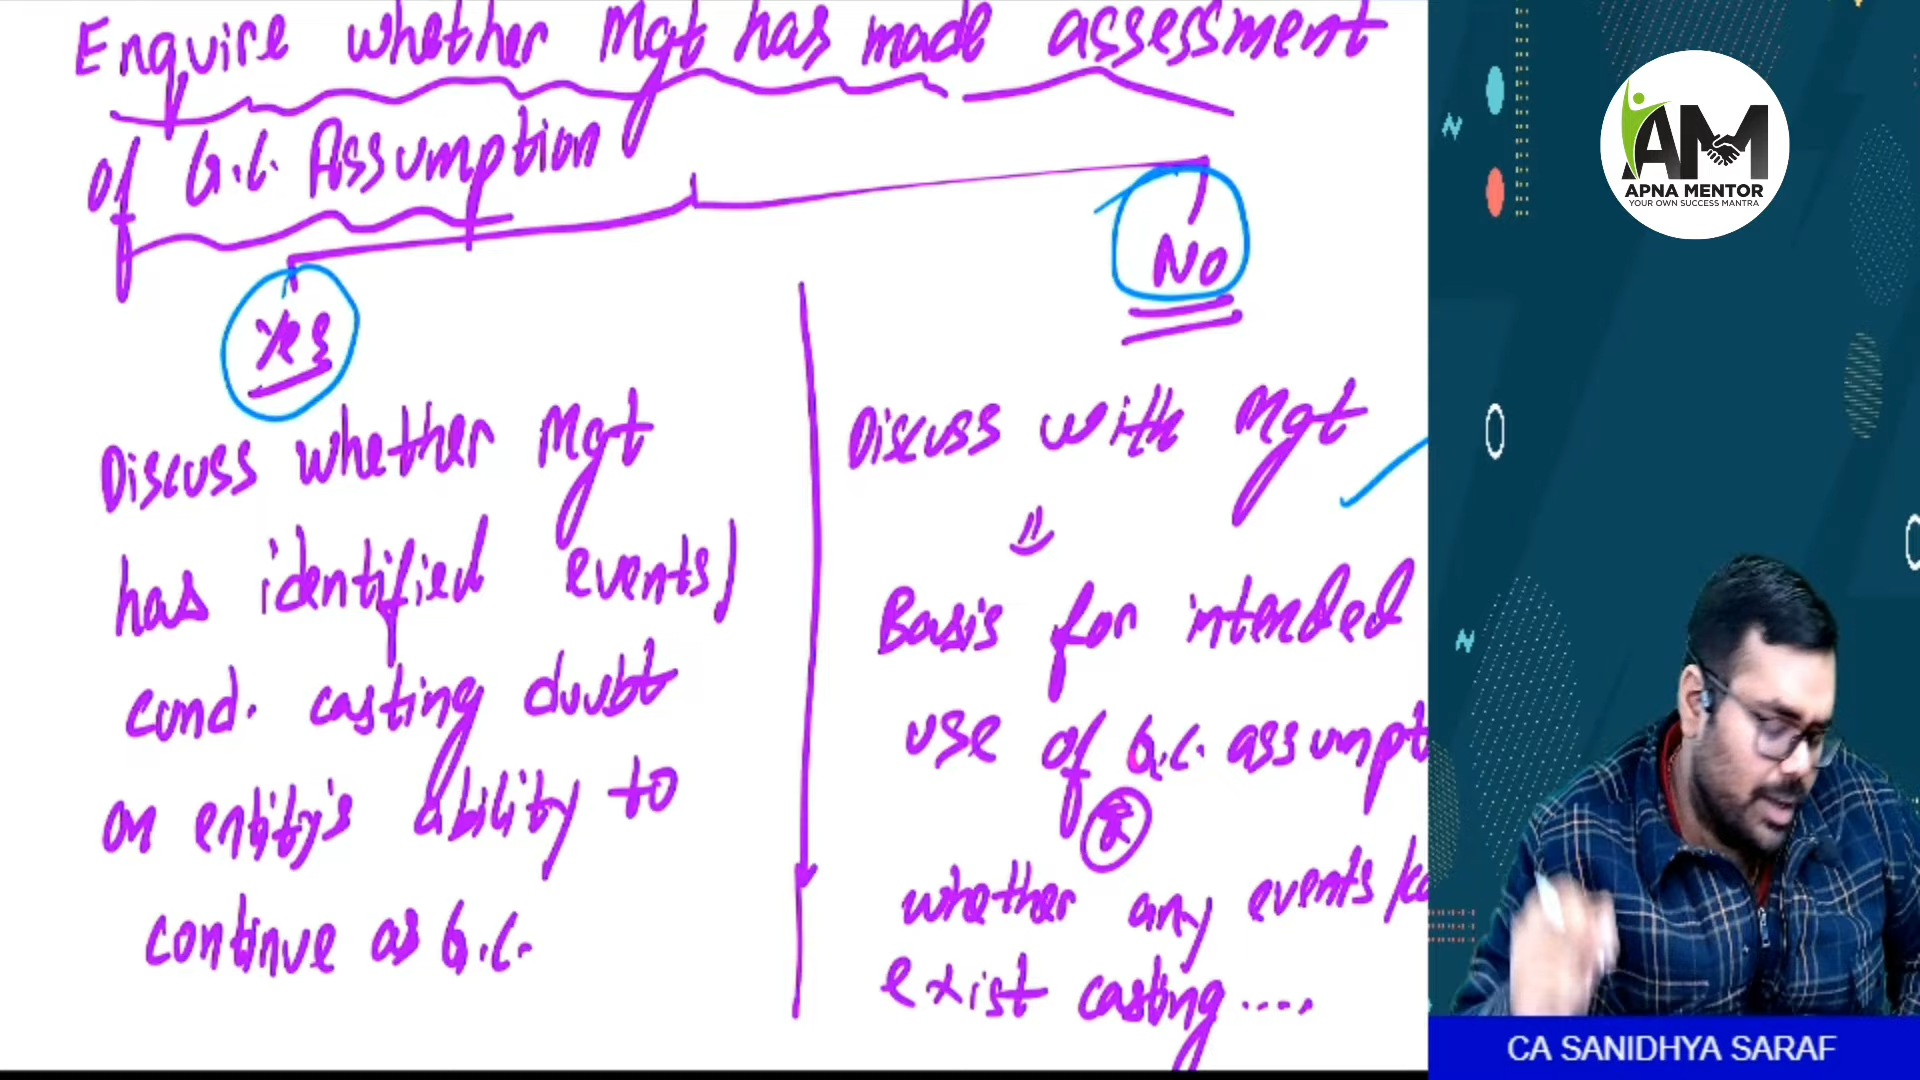 Enquire whether Mgt has made assessment
of G.C. Assumption
Yes
No
Discuss whether Mgt
has identified events/
cond. casting doubt
on entity's ability to
continue as G.C.
Discuss with Mgt
Basis for intended
use of G.C. assumpt
&
whether any events/co
exist casting ....
AM
APNA MENTOR
YOUR OWN SUCCESS MANTRA
CA SANIDHYA SARAF